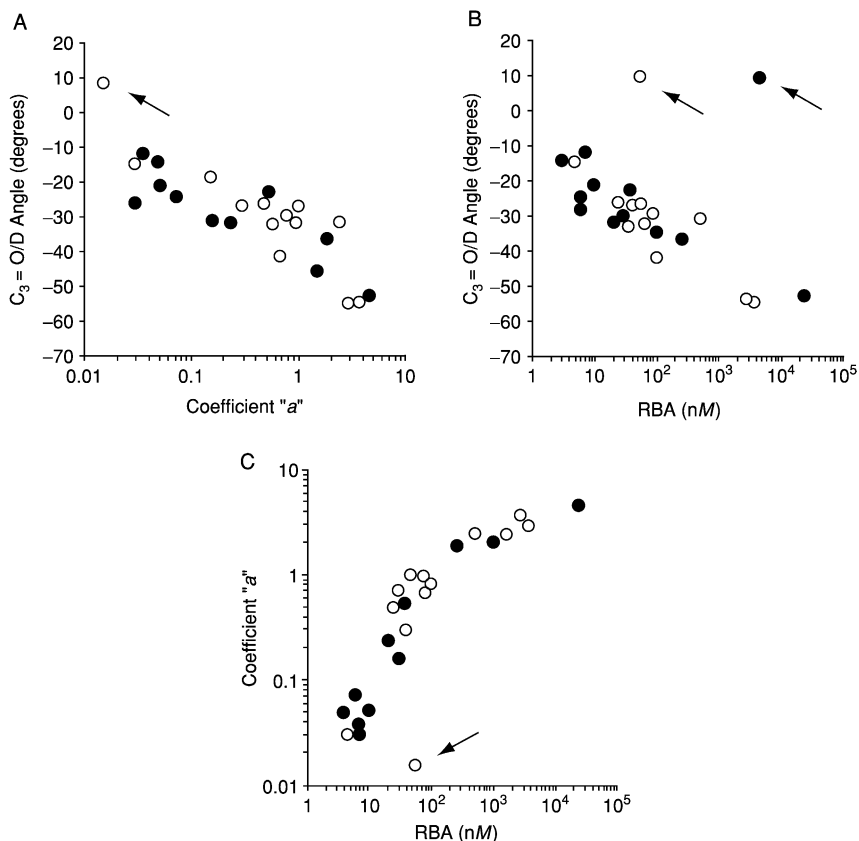 A
20
10
0
−10
−20
−30
−40
−50
−60
−70
C₃ = O/D Angle (degrees)
0.01 0.1 1 10
Coefficient "a"
B
20
10
0
−10
−20
−30
−40
−50
−60
−70
C₃ = O/D Angle (degrees)
1 10 10² 10³ 10⁴ 10⁵
RBA (nM)
C
10
1
0.1
0.01
Coefficient "a"
1 10 10² 10³ 10⁴ 10⁵
RBA (nM)